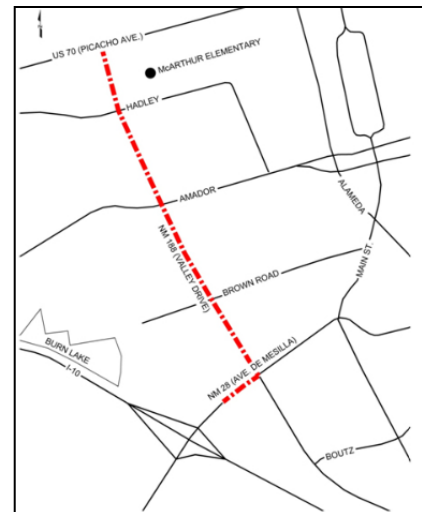 US 70 (PICACHO AVE.)
McARTHUR ELEMENTARY
HADLEY
AMADOR
ALAMEDA
NM 188 (VALLEY DRIVE)
MAIN ST.
BROWN ROAD
BURN LAKE
I-10
NM 28 (AVE. DE MESILLA)
BOUTZ